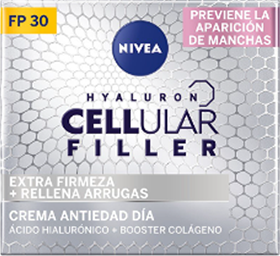 FP 30
PREVIENE LA
APARICIÓN
DE MANCHAS
NIVEA
HYALURON
CELLULAR
FILLER
EXTRA FIRMEZA
+ RELLENA ARRUGAS
CREMA ANTIEDAD DÍA
ÁCIDO HIALURÓNICO + BOOSTER COLÁGENO